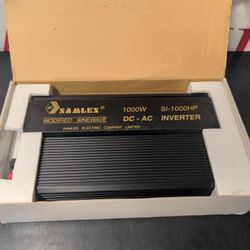 SAMLEX® 1000W SI-1000HP
MODIFIED SINEWAVE DC - AC INVERTER
SAMLEX ELECTRIC COMPANY LIMITED